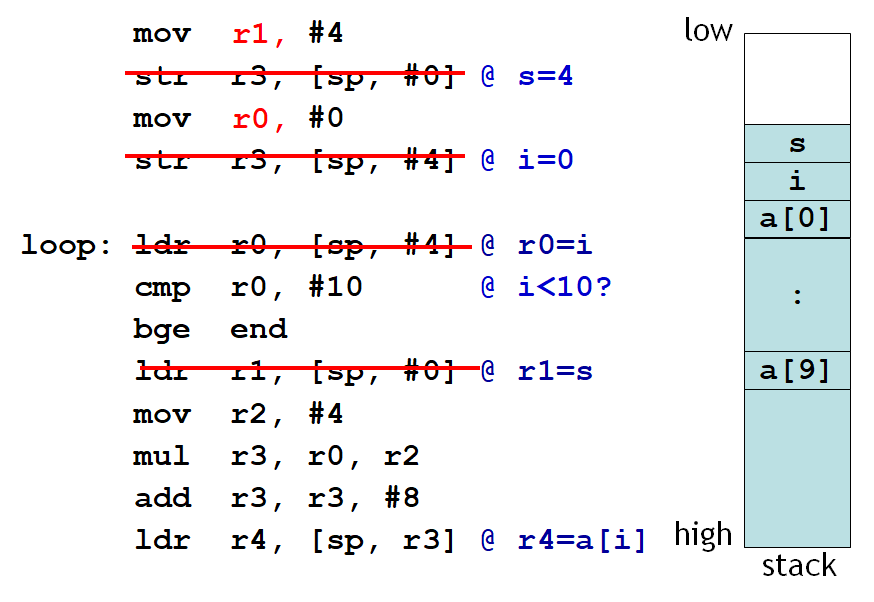 mov r1, #4
str r3, [sp, #0] @ s=4
mov r0, #0
str r3, [sp, #4] @ i=0
loop: ldr r0, [sp, #4] @ r0=i
cmp r0, #10 @ i<10?
bge end
ldr r1, [sp, #0] @ r1=s
mov r2, #4
mul r3, r0, r2
add r3, r3, #8
ldr r4, [sp, r3] @ r4=a[i]
low
s
i
a[0]
:
a[9]
high
stack